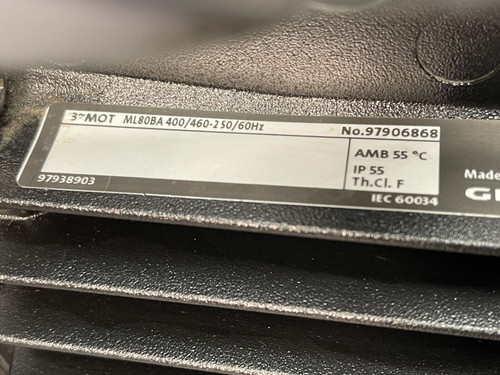 3~MOT ML80BA 400/460-250/60Hz No.97906868
AMB 55 °C
IP 55
Th.Cl. F
97938903
IEC 60034
Made